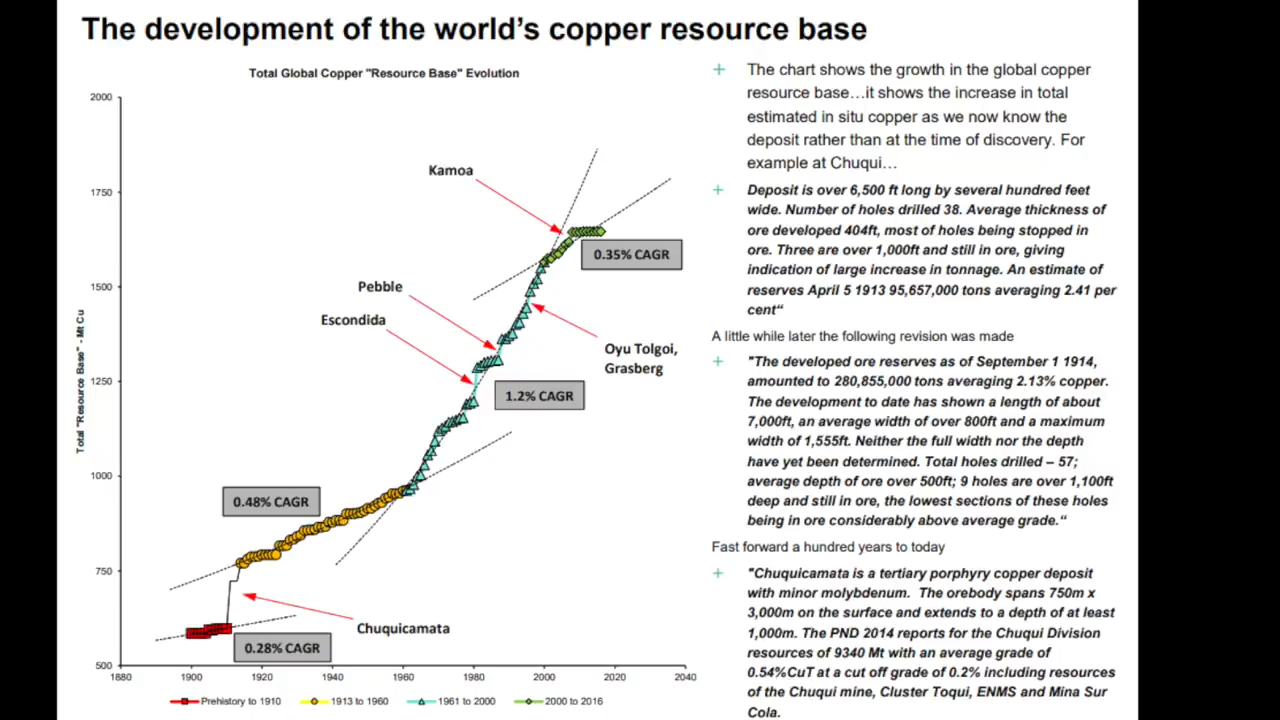 The development of the world's copper resource base
Total Global Copper "Resource Base" Evolution
Total "Resource Base" - Mt Cu
2000
1750
1500
1250
1000
750
500
1880
1900
1920
1940
1960
1980
2000
2020
2040
Kamoa
0.35% CAGR
Pebble
Escondida
Oyu Tolgoi,
Grasberg
1.2% CAGR
0.48% CAGR
Chuquicamata
0.28% CAGR
Prehistory to 1910
1913 to 1960
1961 to 2000
2000 to 2016
+ The chart shows the growth in the global copper
resource base…it shows the increase in total
estimated in situ copper as we now know the
deposit rather than at the time of discovery. For
example at Chuqui…
+ Deposit is over 6,500 ft long by several hundred feet
wide. Number of holes drilled 38. Average thickness of
ore developed 404ft, most of holes being stopped in
ore. Three are over 1,000ft and still in ore, giving
indication of large increase in tonnage. An estimate of
reserves April 5 1913 95,657,000 tons averaging 2.41 per
cent“
A little while later the following revision was made
+ "The developed ore reserves as of September 1 1914,
amounted to 280,855,000 tons averaging 2.13% copper.
The development to date has shown a length of about
7,000ft, an average width of over 800ft and a maximum
width of 1,555ft. Neither the full width nor the depth
have yet been determined. Total holes drilled – 57;
average depth of ore over 500ft; 9 holes are over 1,100ft
deep and still in ore, the lowest sections of these holes
being in ore considerably above average grade.“
Fast forward a hundred years to today
+ "Chuquicamata is a tertiary porphyry copper deposit
with minor molybdenum. The orebody spans 750m x
3,000m on the surface and extends to a depth of at least
1,000m. The PND 2014 reports for the Chuqui Division
resources of 9340 Mt with an average grade of
0.54%CuT at a cut off grade of 0.2% including resources
of the Chuqui mine, Cluster Toqui, ENMS and Mina Sur
Cola.